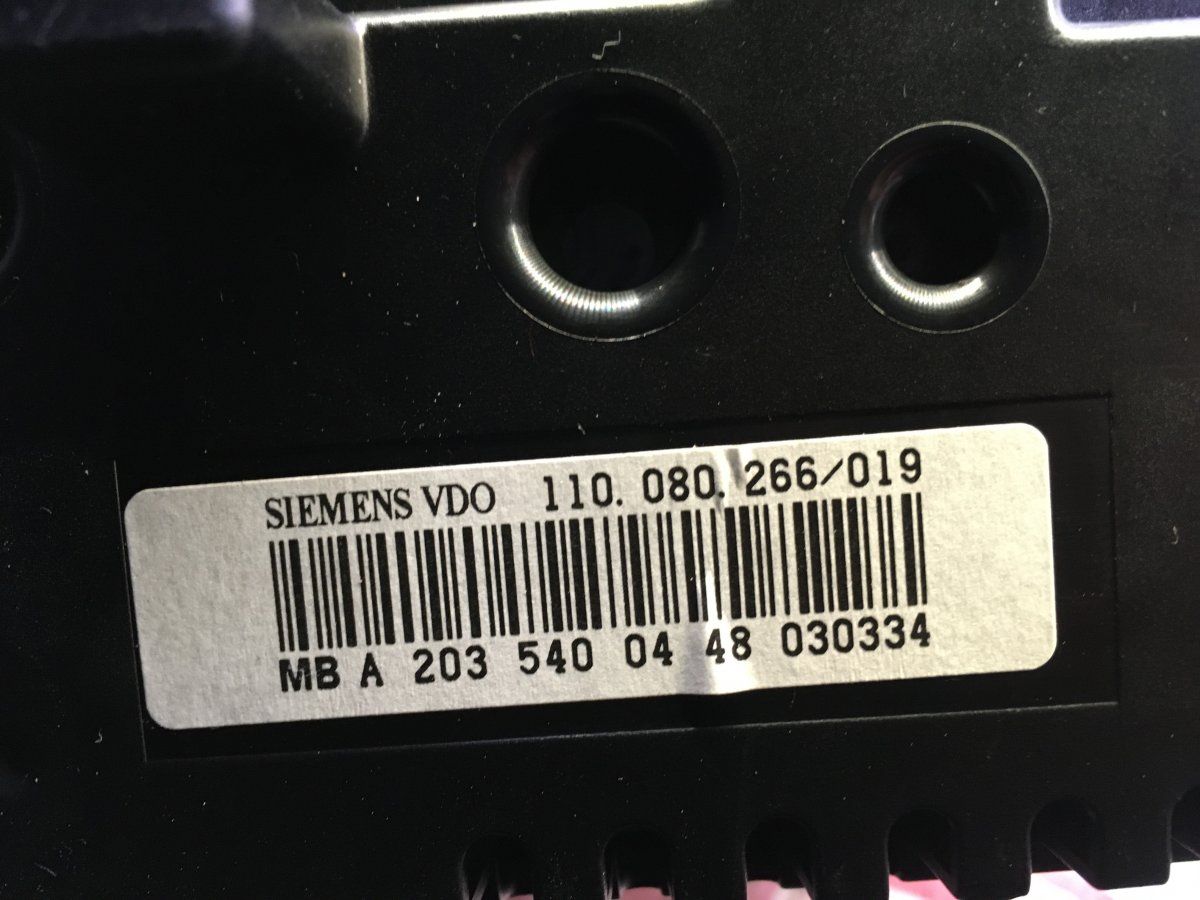 SIEMENS VDO 110. 080. 266/019
MB A 203 540 04 48 030334